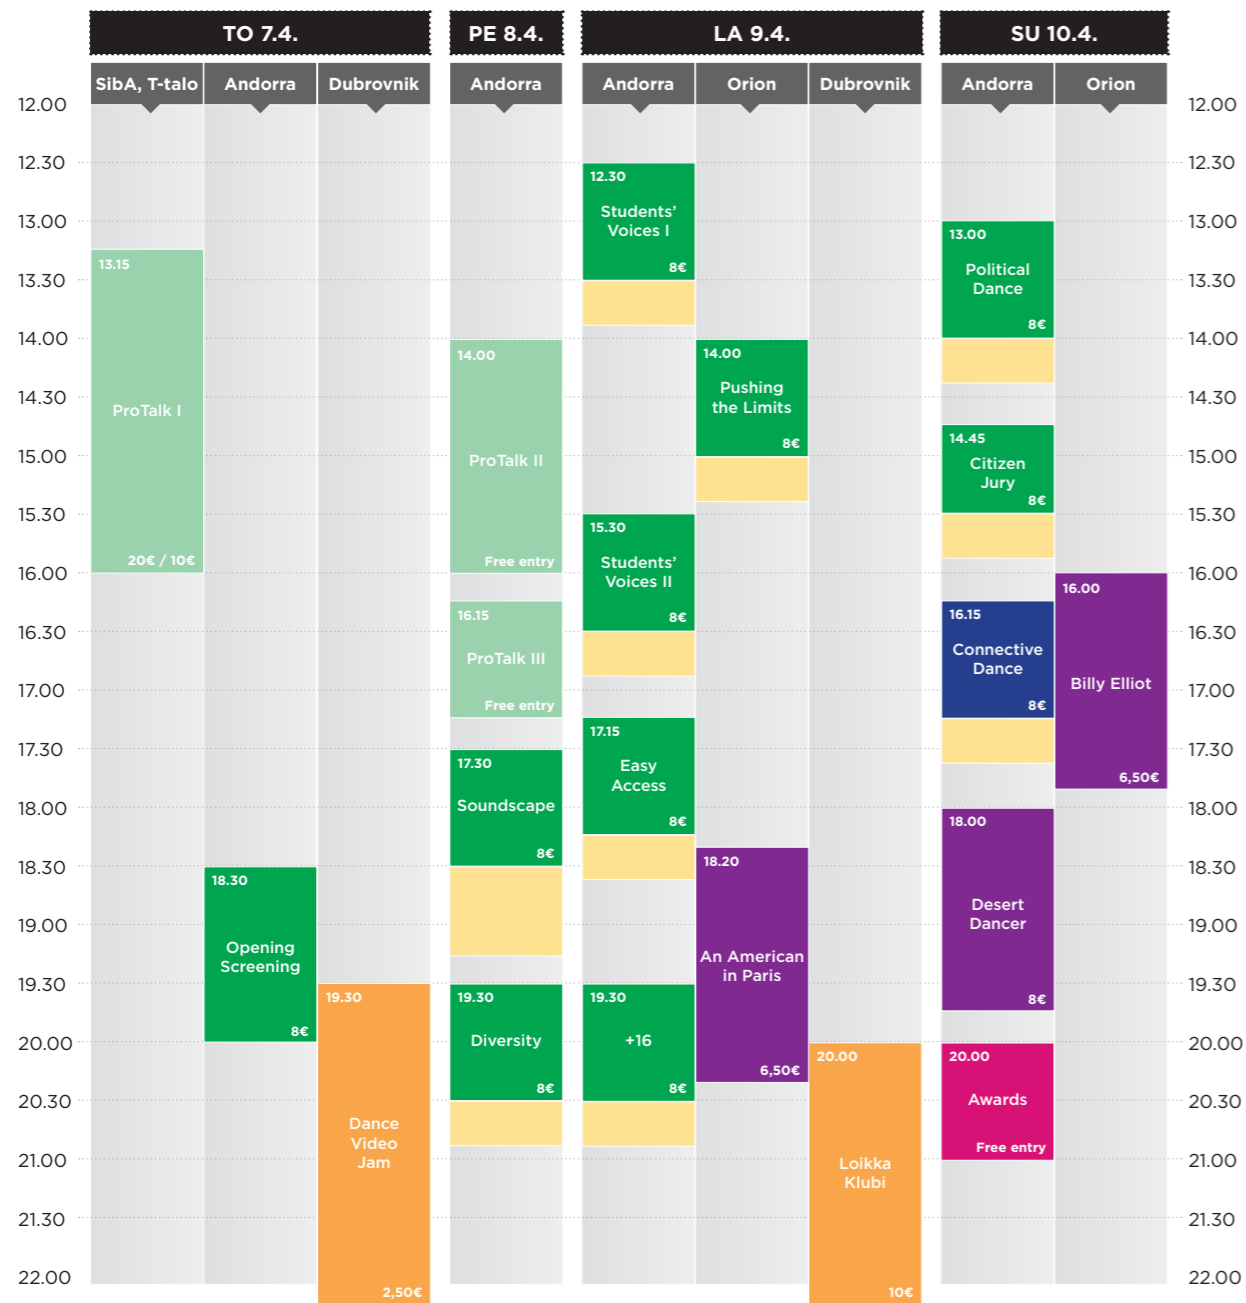 TO 7.4.
PE 8.4.
LA 9.4.
SU 10.4.
SibA, T-talo
Andorra
Dubrovnik
Andorra
Andorra
Orion
Dubrovnik
Andorra
Orion
12.00
12.30
13.00
13.30
14.00
14.30
15.00
15.30
16.00
16.30
17.00
17.30
18.00
18.30
19.00
19.30
20.00
20.30
21.00
21.30
22.00
13.15
ProTalk I
20€ / 10€
18.30
Opening
Screening
8€
19.30
Dance
Video
Jam
2,50€
14.00
ProTalk II
Free entry
16.15
ProTalk III
Free entry
17.30
Soundscape
8€
19.30
Diversity
8€
12.30
Students'
Voices I
8€
15.30
Students'
Voices II
8€
17.15
Easy
Access
8€
19.30
+16
8€
14.00
Pushing
the Limits
8€
18.20
An American
in Paris
6,50€
20.00
Loikka
Klubi
10€
13.00
Political
Dance
8€
14.45
Citizen
Jury
8€
16.15
Connective
Dance
8€
18.00
Desert
Dancer
8€
20.00
Awards
Free entry
16.00
Billy Elliot
6,50€
12.00
12.30
13.00
13.30
14.00
14.30
15.00
15.30
16.00
16.30
17.00
17.30
18.00
18.30
19.00
19.30
20.00
20.30
21.00
21.30
22.00